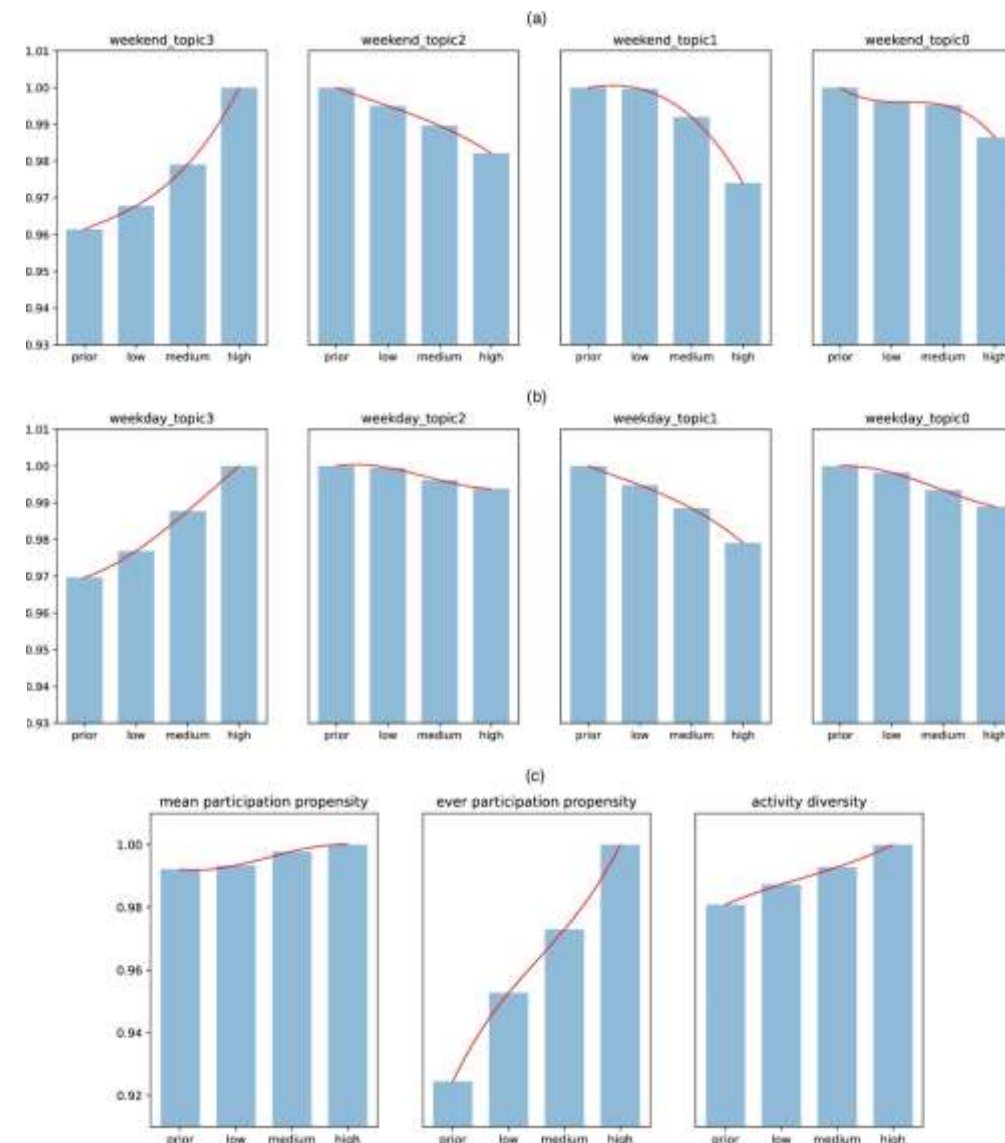 (a)
weekend_topic3 weekend_topic2 weekend_topic1 weekend_topic0
1.01
1.00
0.99
0.98
0.97
0.96
0.95
0.94
0.93
prior low medium high prior low medium high prior low medium high prior low medium high
(b)
weekday_topic3 weekday_topic2 weekday_topic1 weekday_topic0
1.01
1.00
0.99
0.98
0.97
0.96
0.95
0.94
0.93
prior low medium high prior low medium high prior low medium high prior low medium high
(c)
mean participation propensity ever participation propensity activity diversity
1.00
0.98
0.96
0.94
0.92
prior low medium high prior low medium high prior low medium high